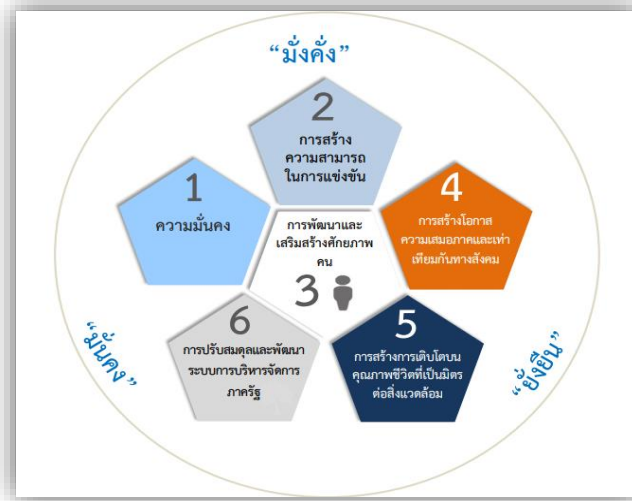 “มั่งคั่ง”
2
การสร้าง
ความสามารถ
ในการแข่งขัน
1
ความมั่นคง
4
การสร้างโอกาส
ความเสมอภาคและเท่า
เทียมกันทางสังคม
การพัฒนาและ
เสริมสร้างศักยภาพ
คน
3
6
การปรับสมดุลและพัฒนา
ระบบการบริหารจัดการ
ภาครัฐ
5
การสร้างการเติบโตบน
คุณภาพชีวิตที่เป็นมิตร
ต่อสิ่งแวดล้อม
“มั่นคง”
“ยั่งยืน”